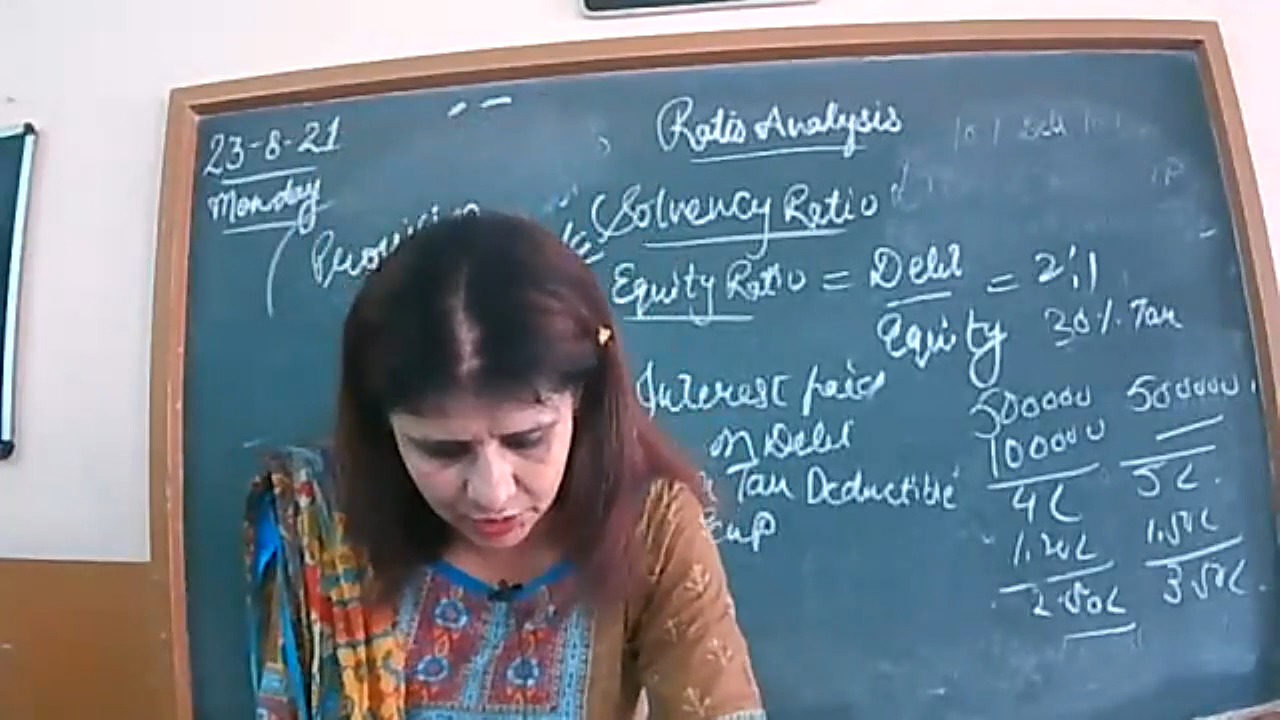 23-8-21
Monday
Ratio Analysis
Solvency Ratio
Equity Ratio = Debt = 2:1
Equity 30% Tax
Interest paid 500000 500000
on Debt 100000
Tax Deductible 4L 5L
Exp
1.20L 1.50L
2.80L 3.50L